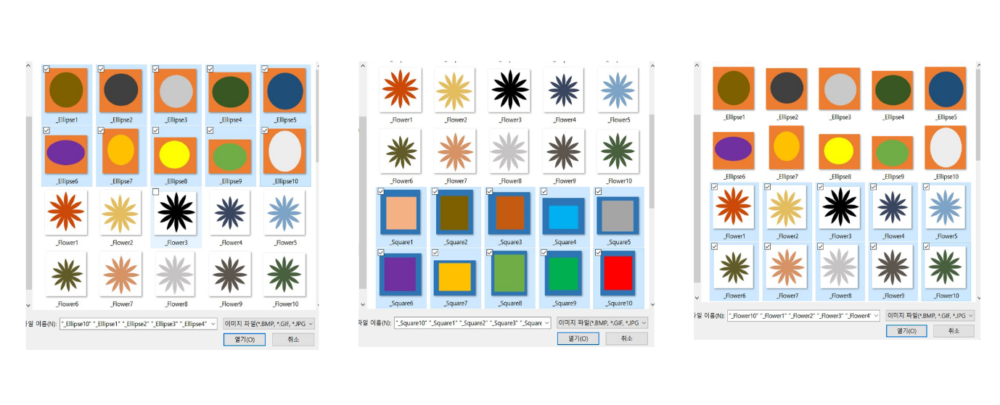 _Ellipse1 _Ellipse2 _Ellipse3 _Ellipse4 _Ellipse5
_Ellipse6 _Ellipse7 _Ellipse8 _Ellipse9 _Ellipse10
_Flower1 _Flower2 _Flower3 _Flower4 _Flower5
_Flower6 _Flower7 _Flower8 _Flower9 _Flower10
이름(N): "_Ellipse10" "_Ellipse1" "_Ellipse2" "_Ellipse3" "_Ellipse4" 이미지 파일(*.BMP, *.GIF, *.JPG
열기(O) 취소
_Flower1 _Flower2 _Flower3 _Flower4 _Flower5
_Flower6 _Flower7 _Flower8 _Flower9 _Flower10
_Square1 _Square2 _Square3 _Square4 _Square5
_Square6 _Square7 _Square8 _Square9 _Square10
파일 이름(N): "_Square10" "_Square1" "_Square2" "_Square3" "_Square 이미지 파일(*.BMP, *.GIF, *.JPG
열기(O) 취소
_Ellipse1 _Ellipse2 _Ellipse3 _Ellipse4 _Ellipse5
_Ellipse6 _Ellipse7 _Ellipse8 _Ellipse9 _Ellipse10
_Flower1 _Flower2 _Flower3 _Flower4 _Flower5
_Flower6 _Flower7 _Flower8 _Flower9 _Flower10
이름(N): "_Flower10" "_Flower1" "_Flower2" "_Flower3" "_Flower4" 이미지 파일(*.BMP, *.GIF, *.JPG
열기(O) 취소